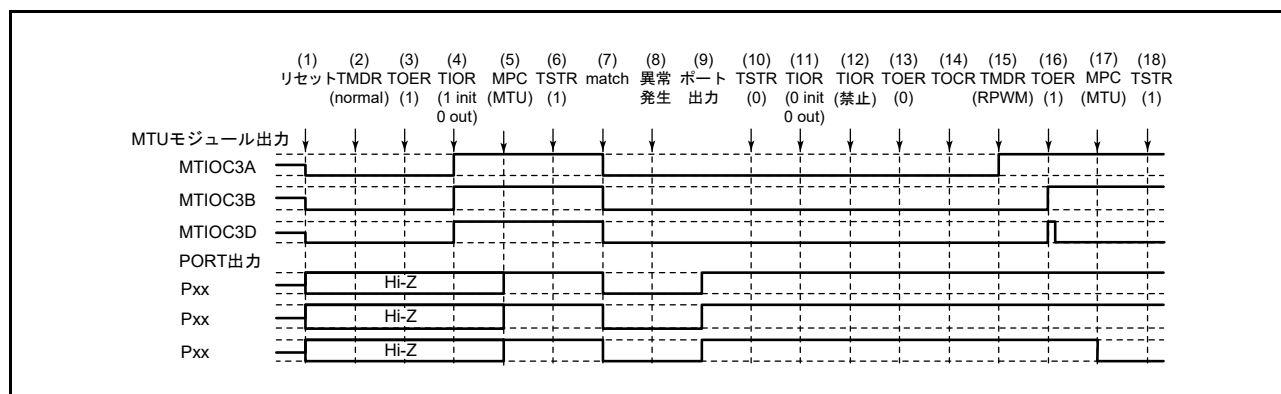 (1) (2) (3) (4) (5) (6) (7) (8) (9) (10) (11) (12) (13) (14) (15) (16) (17) (18)
リセット TMDR TOER TIOR MPC TSTR match 異常 ポート TSTR TIOR TIOR TOER TOCR TMDR TOER MPC TSTR
(normal) (1) (1 init (MTU) (1) 発生 出力 (0) (0 init (禁止) (0) (RPWM) (1) (MTU) (1)
0 out) 0 out)
MTUモジュール出力
MTIOC3A
MTIOC3B
MTIOC3D
PORT出力
Pxx Hi-Z
Pxx Hi-Z
Pxx Hi-Z